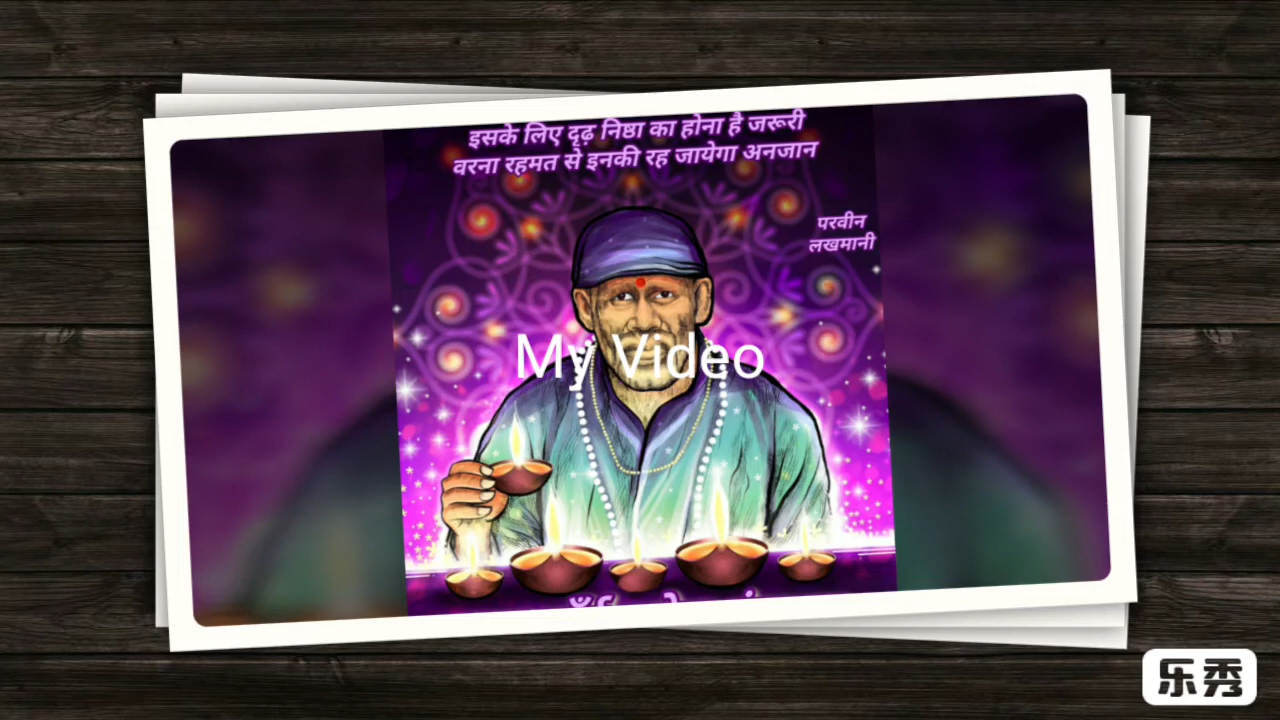 इसके लिए दृढ़ निष्ठा का होना है जरूरी
वरना रहमत से इनकी रह जायेगा अनजान
परवीन
लखमानी
My Video
乐秀